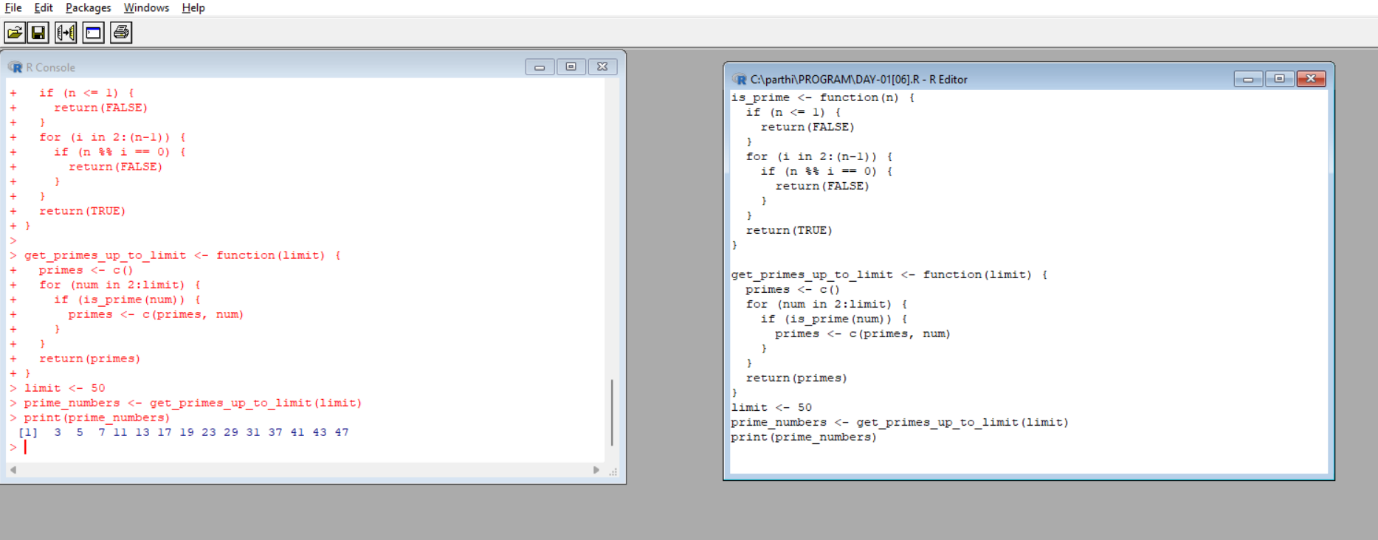 File Edit Packages Windows Help
R Console
+   if (n <= 1) {
+     return(FALSE)
+   }
+   for (i in 2:(n-1)) {
+     if (n %% i == 0) {
+       return(FALSE)
+     }
+   }
+   return(TRUE)
+ }
>
> get_primes_up_to_limit <- function(limit) {
+   primes <- c()
+   for (num in 2:limit) {
+     if (is_prime(num)) {
+       primes <- c(primes, num)
+     }
+   }
+   return(primes)
+ }
> limit <- 50
> prime_numbers <- get_primes_up_to_limit(limit)
> print(prime_numbers)
 [1]  3  5  7 11 13 17 19 23 29 31 37 41 43 47
>
C:\parthi\PROGRAM\DAY-01[06].R - R Editor
is_prime <- function(n) {
  if (n <= 1) {
    return(FALSE)
  }
  for (i in 2:(n-1)) {
    if (n %% i == 0) {
      return(FALSE)
    }
  }
  return(TRUE)
}
get_primes_up_to_limit <- function(limit) {
  primes <- c()
  for (num in 2:limit) {
    if (is_prime(num)) {
      primes <- c(primes, num)
    }
  }
  return(primes)
}
limit <- 50
prime_numbers <- get_primes_up_to_limit(limit)
print(prime_numbers)